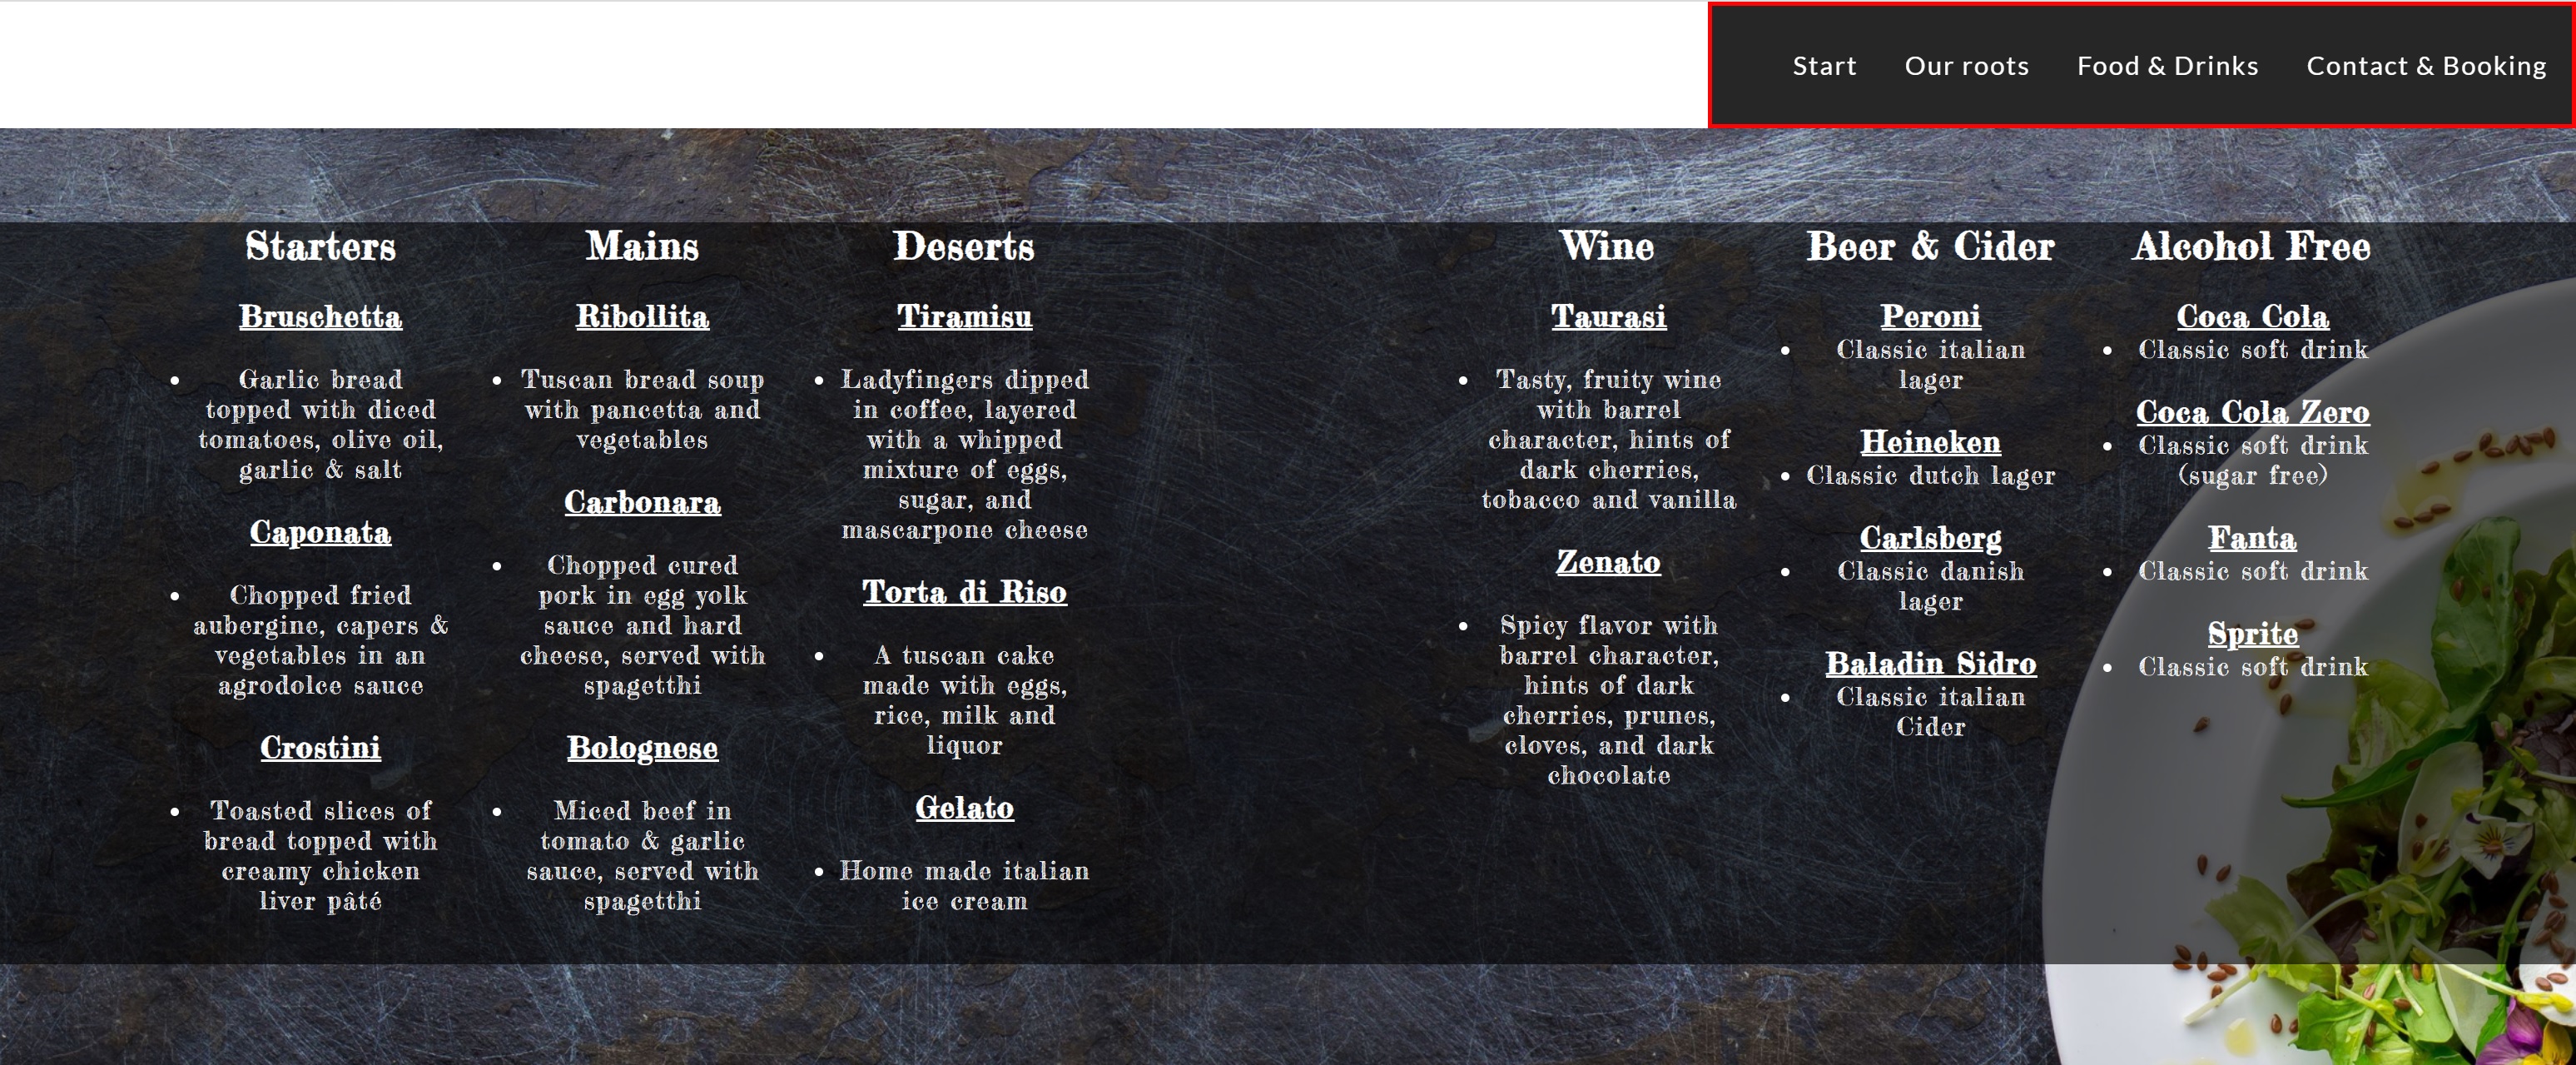 Start
Our roots
Food & Drinks
Contact & Booking
Starters
Bruschetta
Garlic bread
topped with diced
tomatoes, olive oil,
garlic & salt
Caponata
Chopped fried
aubergine, capers &
vegetables in an
agrodolce sauce
Crostini
Toasted slices of
bread topped with
creamy chicken
liver pâté
Mains
Ribollita
Tuscan bread soup
with pancetta and
vegetables
Carbonara
Chopped cured
pork in egg yolk
sauce and hard
cheese, served with
spagetthi
Bolognese
Miced beef in
tomato & garlic
sauce, served with
spagetthi
Deserts
Tiramisu
Ladyfingers dipped
in coffee, layered
with a whipped
mixture of eggs,
sugar, and
mascarpone cheese
Torta di Riso
A tuscan cake
made with eggs,
rice, milk and
liquor
Gelato
Home made italian
ice cream
Wine
Taurasi
Tasty, fruity wine
with barrel
character, hints of
dark cherries,
tobacco and vanilla
Zenato
Spicy flavor with
barrel character,
hints of dark
cherries, prunes,
cloves, and dark
chocolate
Beer & Cider
Peroni
Classic italian
lager
Heineken
Classic dutch lager
Carlsberg
Classic danish
lager
Baladin Sidro
Classic italian
Cider
Alcohol Free
Coca Cola
Classic soft drink
Coca Cola Zero
Classic soft drink
(sugar free)
Fanta
Classic soft drink
Sprite
Classic soft drink